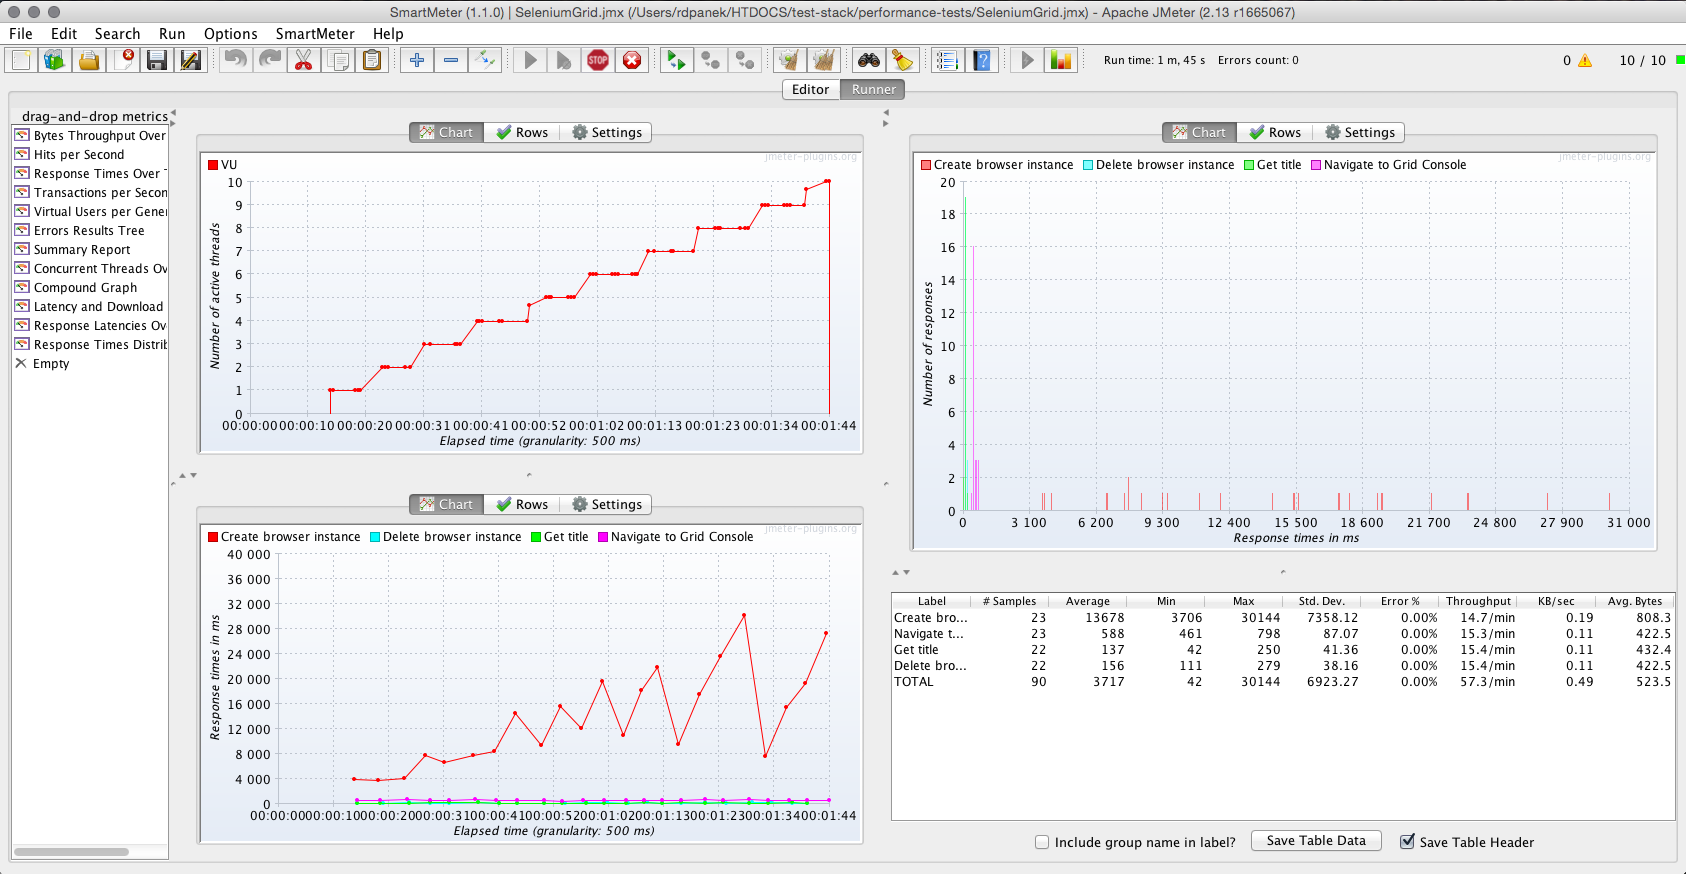 SmartMeter (1.1.0) | SeleniumGrid.jmx (/Users/rdpanek/HTDOCS/test-stack/performance-tests/SeleniumGrid.jmx) - Apache JMeter (2.13 r1665067)
File Edit Search Run Options SmartMeter Help
STOP Run time: 1 m, 45 s Errors count: 0 0 10 / 10
Editor Runner
drag-and-drop metrics
Bytes Throughput Over
Hits per Second
Response Times Over T
Transactions per Secon
Virtual Users per Gener
Errors Results Tree
Summary Report
Concurrent Threads Ov
Compound Graph
Latency and Download
Response Latencies Ov
Response Times Distrib
Empty
Chart Rows Settings
jmeter-plugins.org
VU
10
9
8
7
6
5
4
3
2
1
0
Number of active threads
00:00:00 00:00:10 00:00:20 00:00:31 00:00:41 00:00:52 00:01:02 00:01:13 00:01:23 00:01:34 00:01:44
Elapsed time (granularity: 500 ms)
Chart Rows Settings
jmeter-plugins.org
Create browser instance Delete browser instance Get title Navigate to Grid Console
40 000
36 000
32 000
28 000
24 000
20 000
16 000
12 000
8 000
4 000
0
Response times in ms
00:00:00 00:00:10 00:00:20 00:00:31 00:00:41 00:00:52 00:01:02 00:01:13 00:01:23 00:01:34 00:01:44
Elapsed time (granularity: 500 ms)
Chart Rows Settings
jmeter-plugins.org
Create browser instance Delete browser instance Get title Navigate to Grid Console
20
18
16
14
12
10
8
6
4
2
0
Number of responses
0 3 100 6 200 9 300 12 400 15 500 18 600 21 700 24 800 27 900 31 000
Response times in ms
Label # Samples Average Min Max Std. Dev. Error % Throughput KB/sec Avg. Bytes
Create bro... 23 13678 3706 30144 7358.12 0.00% 14.7/min 0.19 808.3
Navigate t... 23 588 461 798 87.07 0.00% 15.3/min 0.11 422.5
Get title 22 137 42 250 41.36 0.00% 15.4/min 0.11 432.4
Delete bro... 22 156 111 279 38.16 0.00% 15.4/min 0.11 422.5
TOTAL 90 3717 42 30144 6923.27 0.00% 57.3/min 0.49 523.5
Include group name in label? Save Table Data Save Table Header